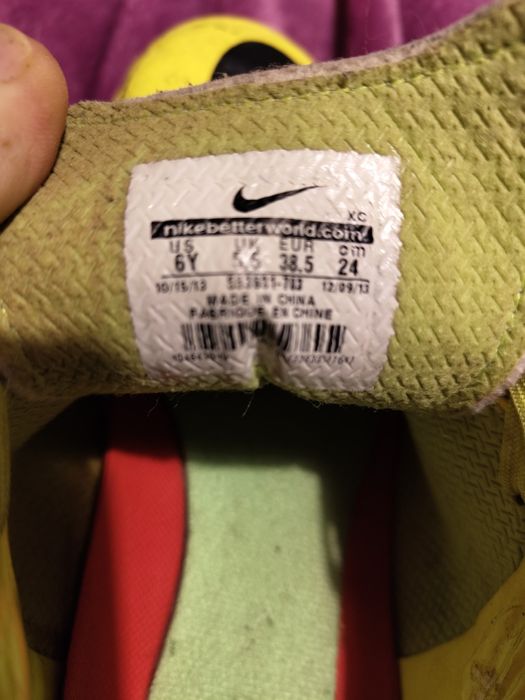 XC
nikebetterworld.com
US UK EUR cm
6Y 38.5 24
10/15/13 12/09/13
MADE IN CHINA
FABRIQUE EN CHINE